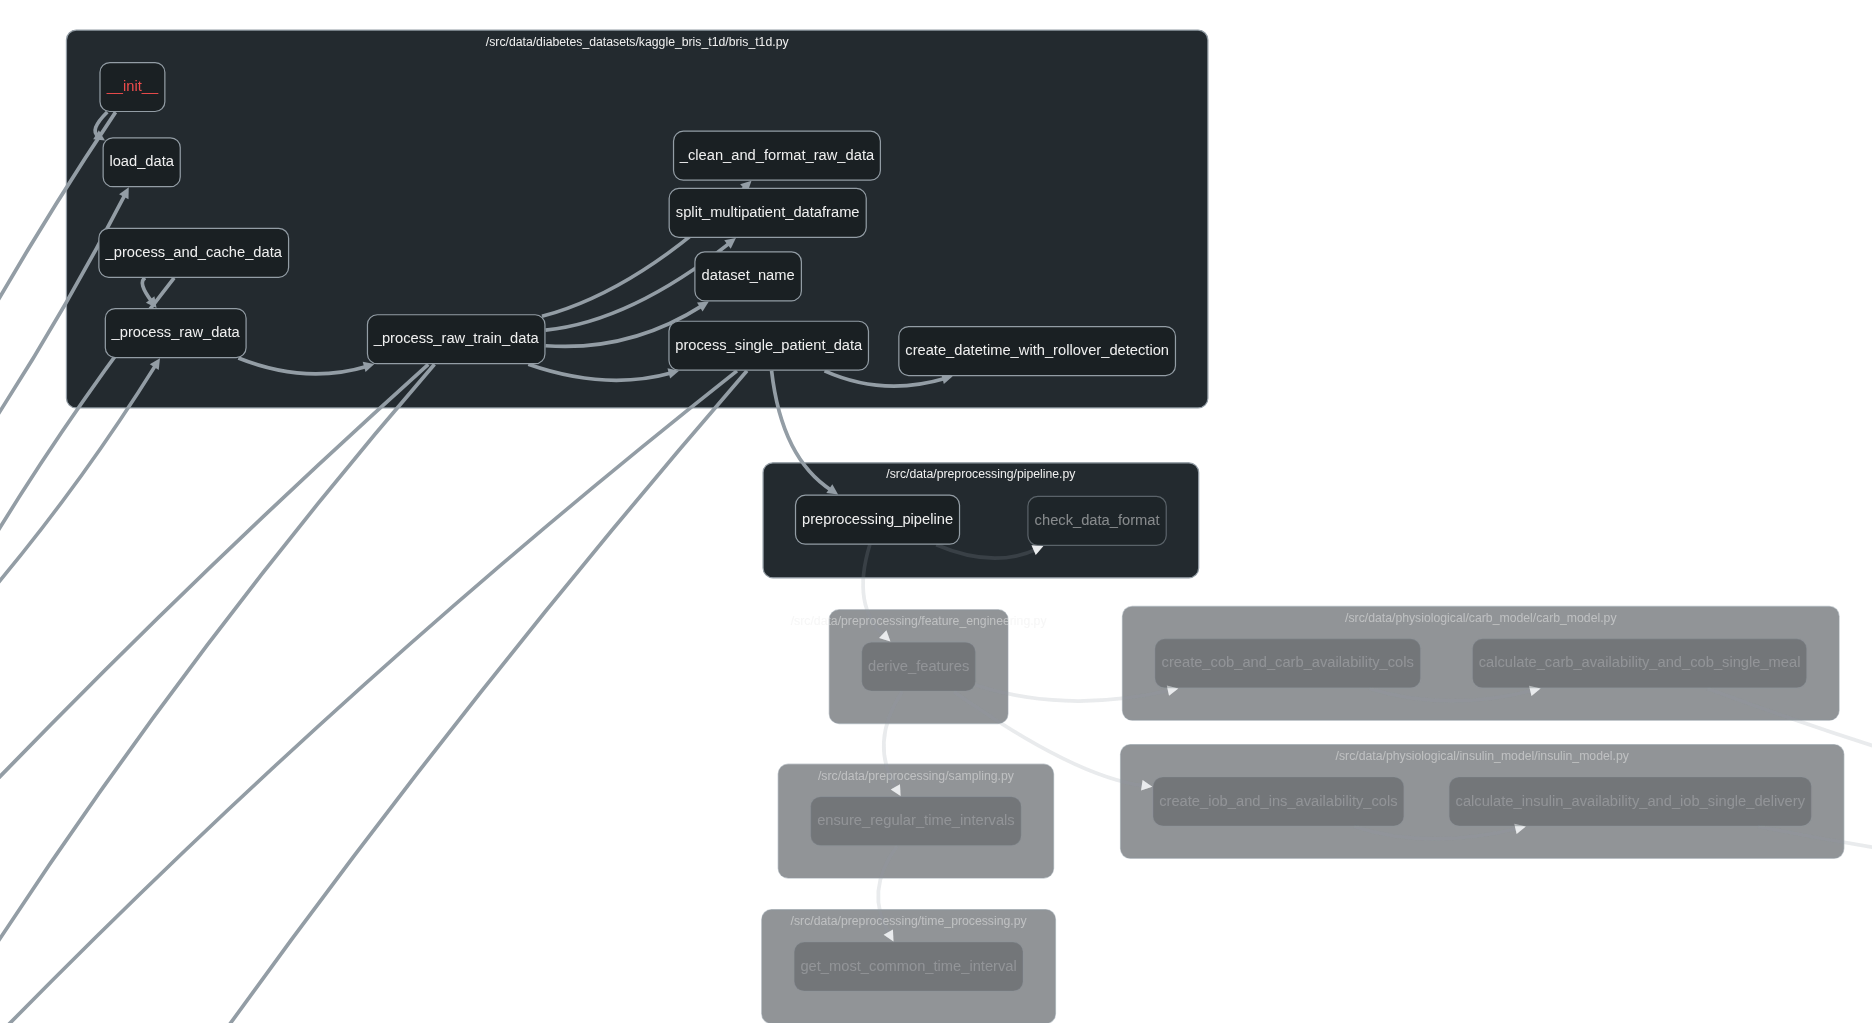 /src/data/diabetes_datasets/kaggle_bris_t1d/bris_t1d.py
__init__
load_data
_clean_and_format_raw_data
split_multipatient_dataframe
_process_and_cache_data
dataset_name
_process_raw_data
_process_raw_train_data
process_single_patient_data
create_datetime_with_rollover_detection
/src/data/preprocessing/pipeline.py
preprocessing_pipeline
check_data_format
/src/data/preprocessing/feature_engineering.py
derive_features
/src/data/physiological/carb_model/carb_model.py
create_cob_and_carb_availability_cols
calculate_carb_availability_and_cob_single_meal
/src/data/physiological/insulin_model/insulin_model.py
create_iob_and_ins_availability_cols
calculate_insulin_availability_and_iob_single_delivery
/src/data/preprocessing/sampling.py
ensure_regular_time_intervals
/src/data/preprocessing/time_processing.py
get_most_common_time_interval